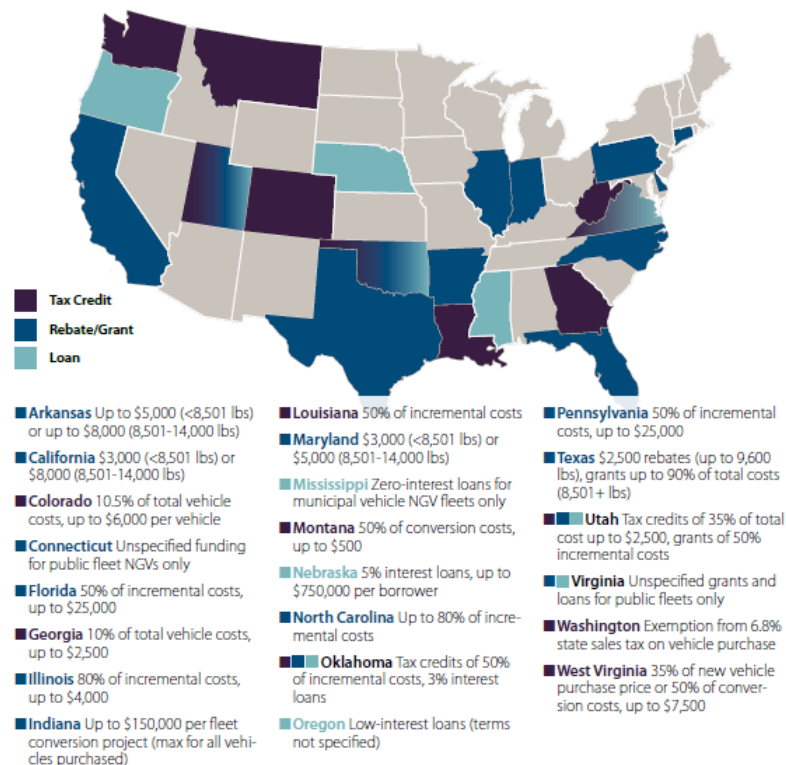 Tax Credit
Rebate/Grant
Loan
Arkansas Up to $5,000 (<8,501 lbs)
or up to $8,000 (8,501-14,000 lbs)
California $3,000 (<8,501 lbs) or
$8,000 (8,501-14,000 lbs)
Colorado 10.5% of total vehicle
costs, up to $6,000 per vehicle
Connecticut Unspecified funding
for public fleet NGVs only
Florida 50% of incremental costs,
up to $25,000
Georgia 10% of total vehicle costs,
up to $2,500
Illinois 80% of incremental costs,
up to $4,000
Indiana Up to $150,000 per fleet
conversion project (max for all vehi-
cles purchased)
Louisiana 50% of incremental costs
Maryland $3,000 (<8,501 lbs) or
$5,000 (8,501-14,000 lbs)
Mississippi Zero-interest loans for
municipal vehicle NGV fleets only
Montana 50% of conversion costs,
up to $500
Nebraska 5% interest loans, up to
$750,000 per borrower
North Carolina Up to 80% of incre-
mental costs
Oklahoma Tax credits of 50%
of incremental costs, 3% interest
loans
Oregon Low-interest loans (terms
not specified)
Pennsylvania 50% of incremental
costs, up to $25,000
Texas $2,500 rebates (up to 9,600
lbs), grants up to 90% of total costs
(8,501+ lbs)
Utah Tax credits of 35% of total
cost up to $2,500, grants of 50%
incremental costs
Virginia Unspecified grants and
loans for public fleets only
Washington Exemption from 6.8%
state sales tax on vehicle purchase
West Virginia 35% of new vehicle
purchase price or 50% of conver-
sion costs, up to $7,500